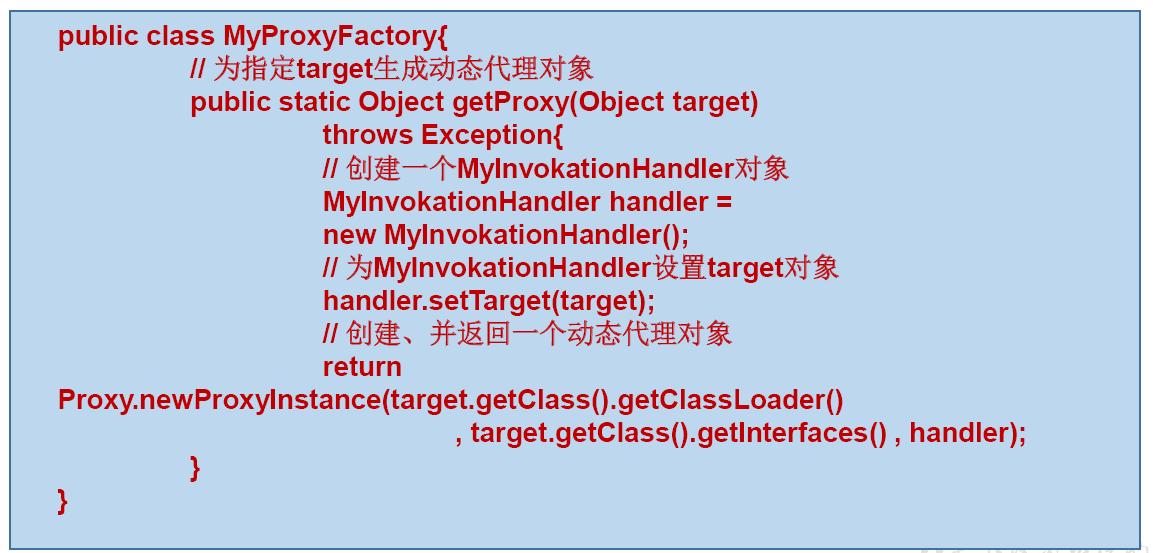 public class MyProxyFactory{
// 为指定target生成动态代理对象
public static Object getProxy(Object target)
throws Exception{
// 创建一个MyInvokationHandler对象
MyInvokationHandler handler =
new MyInvokationHandler();
// 为MyInvokationHandler设置target对象
handler.setTarget(target);
// 创建、并返回一个动态代理对象
return
Proxy.newProxyInstance(target.getClass().getClassLoader()
, target.getClass().getInterfaces() , handler);
}
}